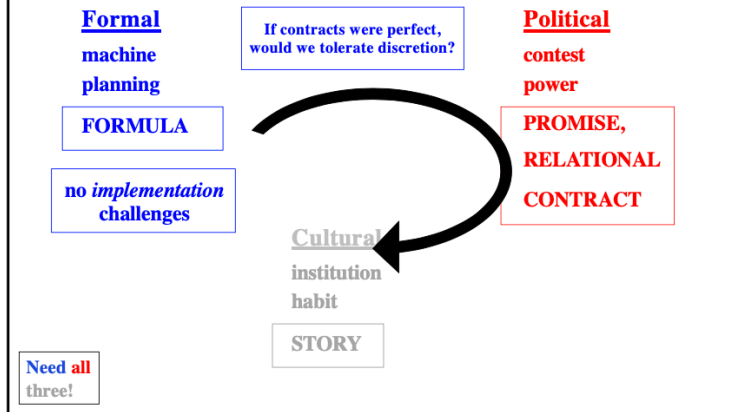 Formal
machine
planning
FORMULA
no implementation
challenges
If contracts were perfect,
would we tolerate discretion?
Political
contest
power
PROMISE,
RELATIONAL
CONTRACT
Cultural
institution
habit
STORY
Need all
three!